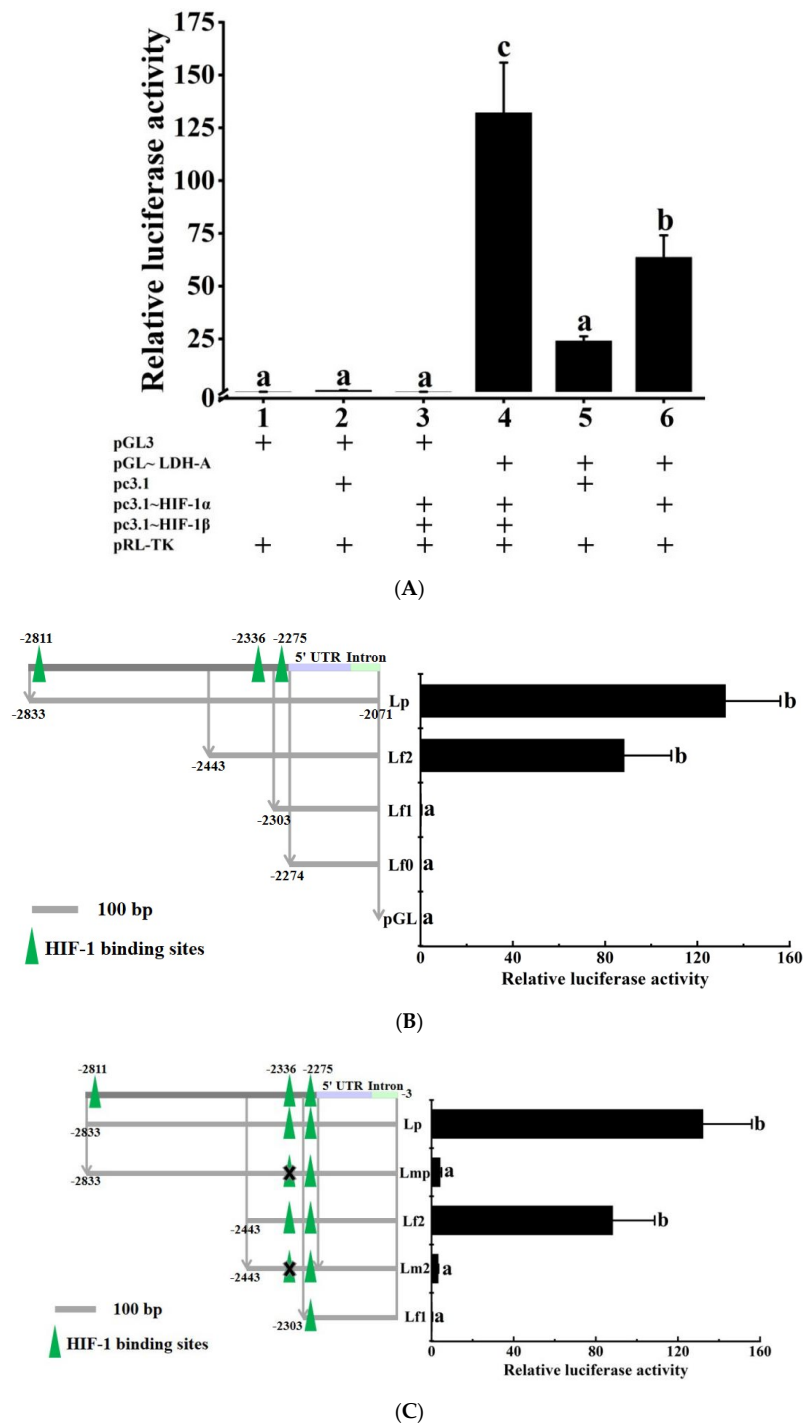 Relative luciferase activity
175
150
125
100
75
50
25
0
a a a c a b
1 2 3 4 5 6
pGL3 + + +
pGL~ LDH-A + + +
pc3.1 + +
pc3.1~HIF-1α + + +
pc3.1~HIF-1β + +
pRL-TK + + + + + +
(A)
-2811 -2336 -2275
5' UTR Intron
-2833 -2071 Lp b
-2443 Lf2 b
-2303 Lf1 a
-2274 Lf0 a
pGL a
100 bp
HIF-1 binding sites
0 40 80 120 160
Relative luciferase activity
(B)
-2811 -2336 -2275
5' UTR Intron -3
-2833 Lp b
-2833 X Lmp a
-2443 Lf2 b
-2443 X Lm2 a
-2303 Lf1 a
100 bp
HIF-1 binding sites
0 40 80 120 160
Relative luciferase activity
(C)